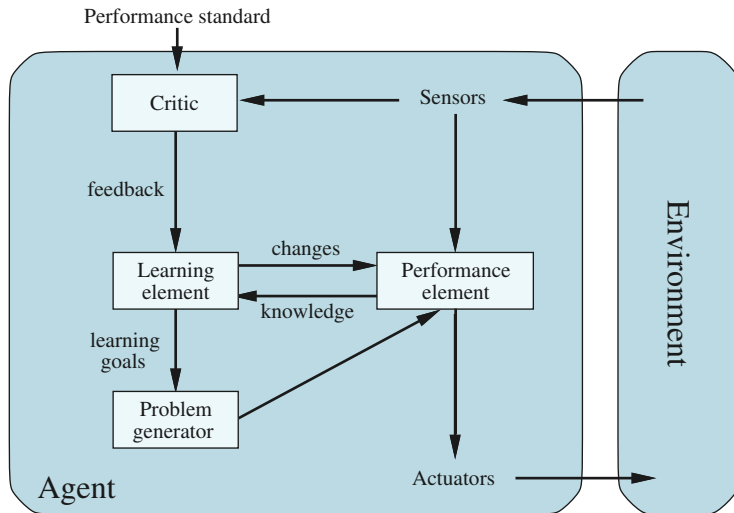 Performance standard
Critic
Sensors
feedback
changes
Learning
element
Performance
element
knowledge
learning
goals
Problem
generator
Agent
Actuators
Environment